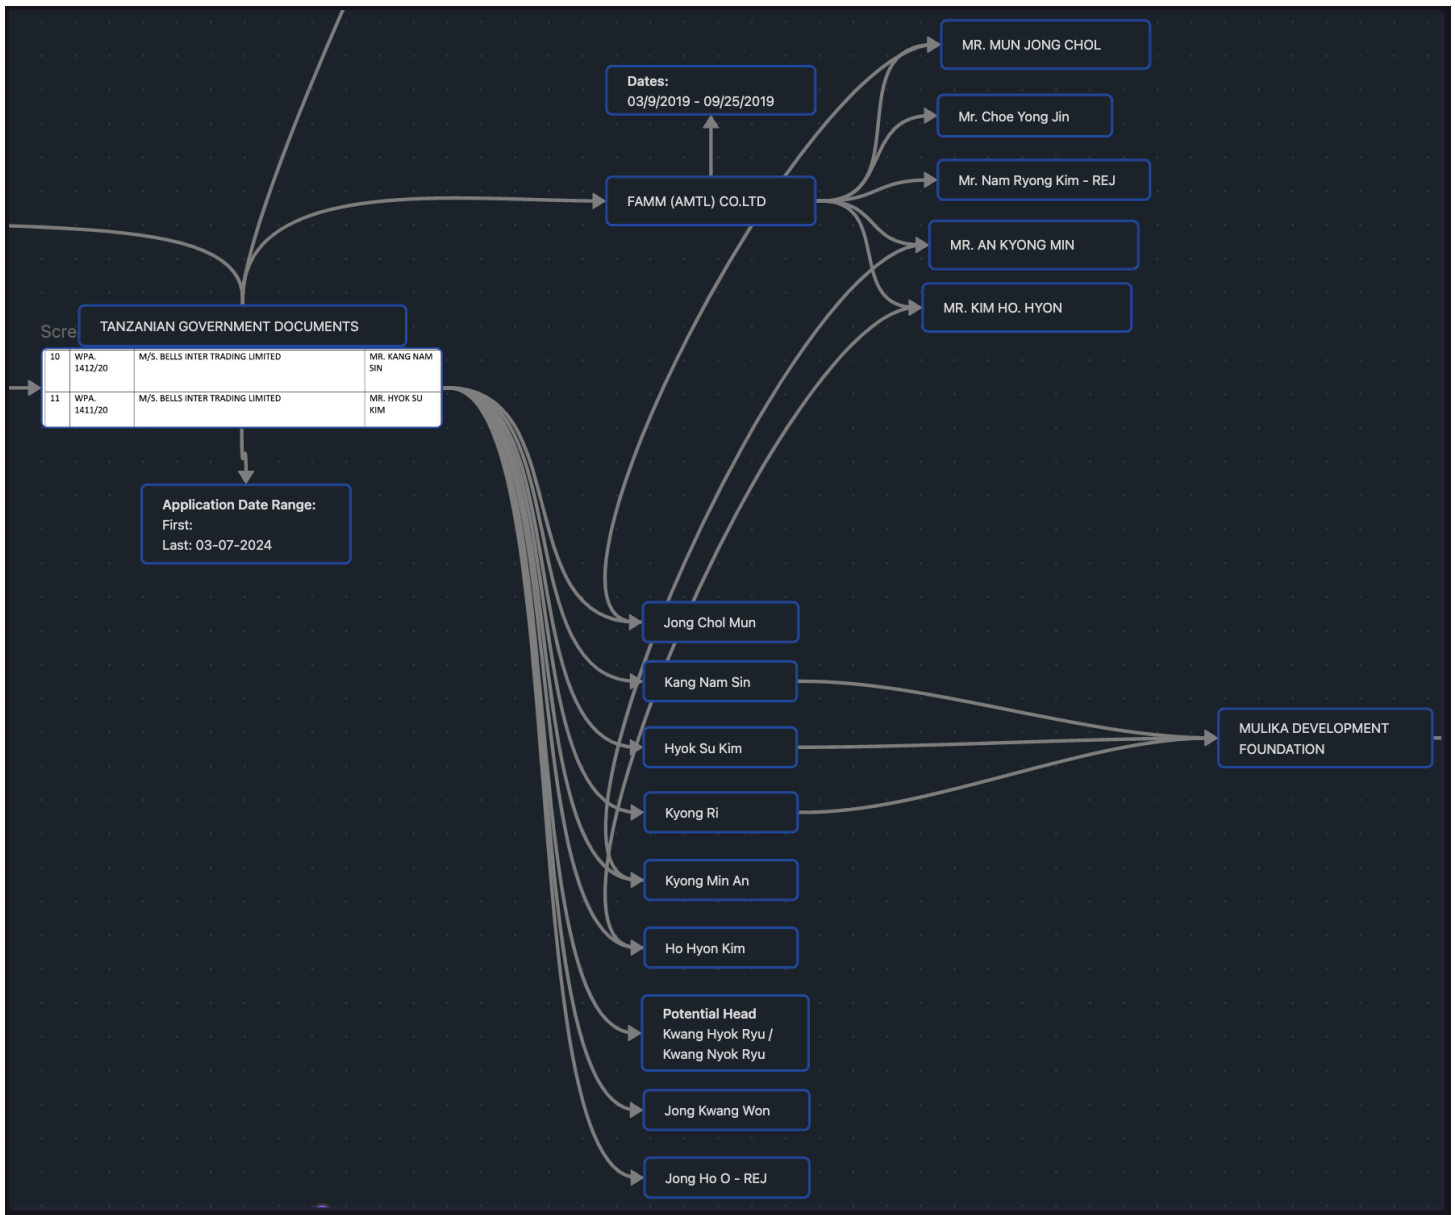 Dates:
03/9/2019 - 09/25/2019
MR. MUN JONG CHOL
Mr. Choe Yong Jin
Mr. Nam Ryong Kim - REJ
FAMM (AMTL) CO.LTD
MR. AN KYONG MIN
MR. KIM HO. HYON
Scre
TANZANIAN GOVERNMENT DOCUMENTS
10 WPA. M/S. BELLS INTER TRADING LIMITED MR. KANG NAM
1412/20 SIN
11 WPA. M/S. BELLS INTER TRADING LIMITED MR. HYOK SU
1411/20 KIM
Application Date Range:
First:
Last: 03-07-2024
Jong Chol Mun
Kang Nam Sin
Hyok Su Kim
Kyong Ri
Kyong Min An
Ho Hyon Kim
Potential Head
Kwang Hyok Ryu /
Kwang Nyok Ryu
Jong Kwang Won
Jong Ho O - REJ
MULIKA DEVELOPMENT
FOUNDATION